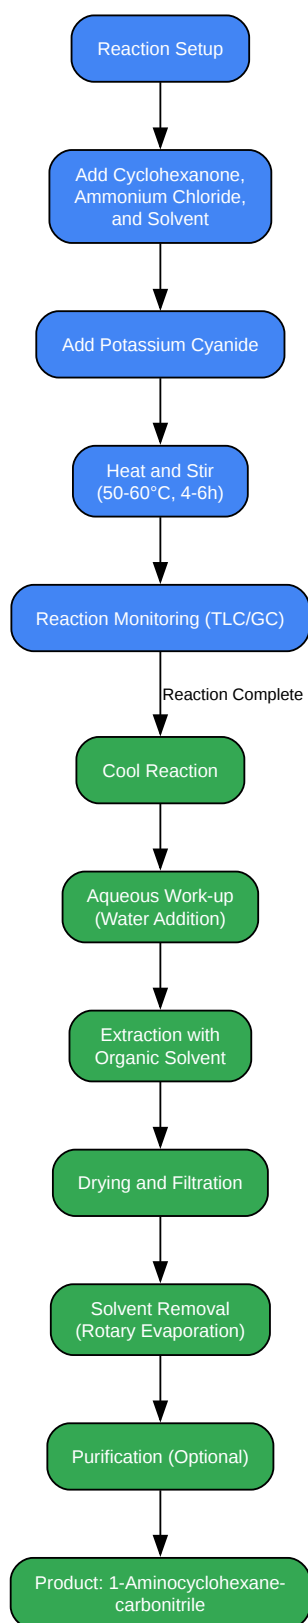 Reaction Setup
Add Cyclohexanone,
Ammonium Chloride,
and Solvent
Add Potassium Cyanide
Heat and Stir
(50-60°C, 4-6h)
Reaction Monitoring (TLC/GC)
Reaction Complete
Cool Reaction
Aqueous Work-up
(Water Addition)
Extraction with
Organic Solvent
Drying and Filtration
Solvent Removal
(Rotary Evaporation)
Purification (Optional)
Product: 1-Aminocyclohexane-
carbonitrile